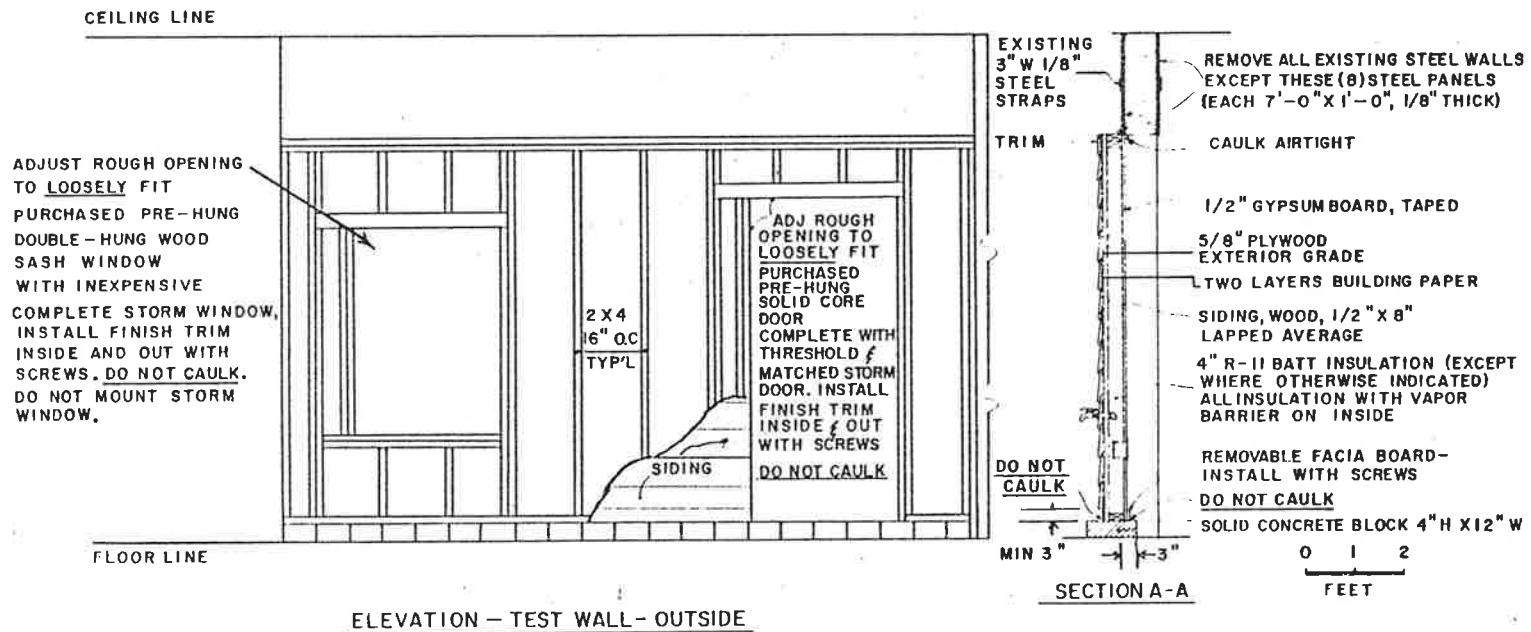 CEILING LINE
ADJUST ROUGH OPENING
TO LOOSELY FIT
PURCHASED PRE-HUNG
DOUBLE-HUNG WOOD
SASH WINDOW
WITH INEXPENSIVE
COMPLETE STORM WINDOW,
INSTALL FINISH TRIM
INSIDE AND OUT WITH
SCREWS. DO NOT CAULK.
DO NOT MOUNT STORM
WINDOW.
FLOOR LINE
2 X 4
16" O.C
TYP'L
SIDING
ADJ ROUGH
OPENING TO
LOOSELY FIT
PURCHASED
PRE-HUNG
SOLID CORE
DOOR
COMPLETE WITH
THRESHOLD &
MATCHED STORM
DOOR. INSTALL
FINISH TRIM
INSIDE & OUT
WITH SCREWS
DO NOT CAULK
ELEVATION — TEST WALL- OUTSIDE
EXISTING
3" W 1/8"
STEEL
STRAPS
TRIM
DO NOT
CAULK
MIN 3"
3"
REMOVE ALL EXISTING STEEL WALLS
EXCEPT THESE (8) STEEL PANELS
(EACH 7'-0" X 1'-0", 1/8" THICK)
CAULK AIRTIGHT
1/2" GYPSUM BOARD, TAPED
5/8" PLYWOOD
EXTERIOR GRADE
TWO LAYERS BUILDING PAPER
SIDING, WOOD, 1/2" X 8"
LAPPED AVERAGE
4" R-11 BATT INSULATION (EXCEPT
WHERE OTHERWISE INDICATED)
ALL INSULATION WITH VAPOR
BARRIER ON INSIDE
REMOVABLE FACIA BOARD-
INSTALL WITH SCREWS
DO NOT CAULK
SOLID CONCRETE BLOCK 4" H X 12" W
SECTION A-A
0 1 2
FEET